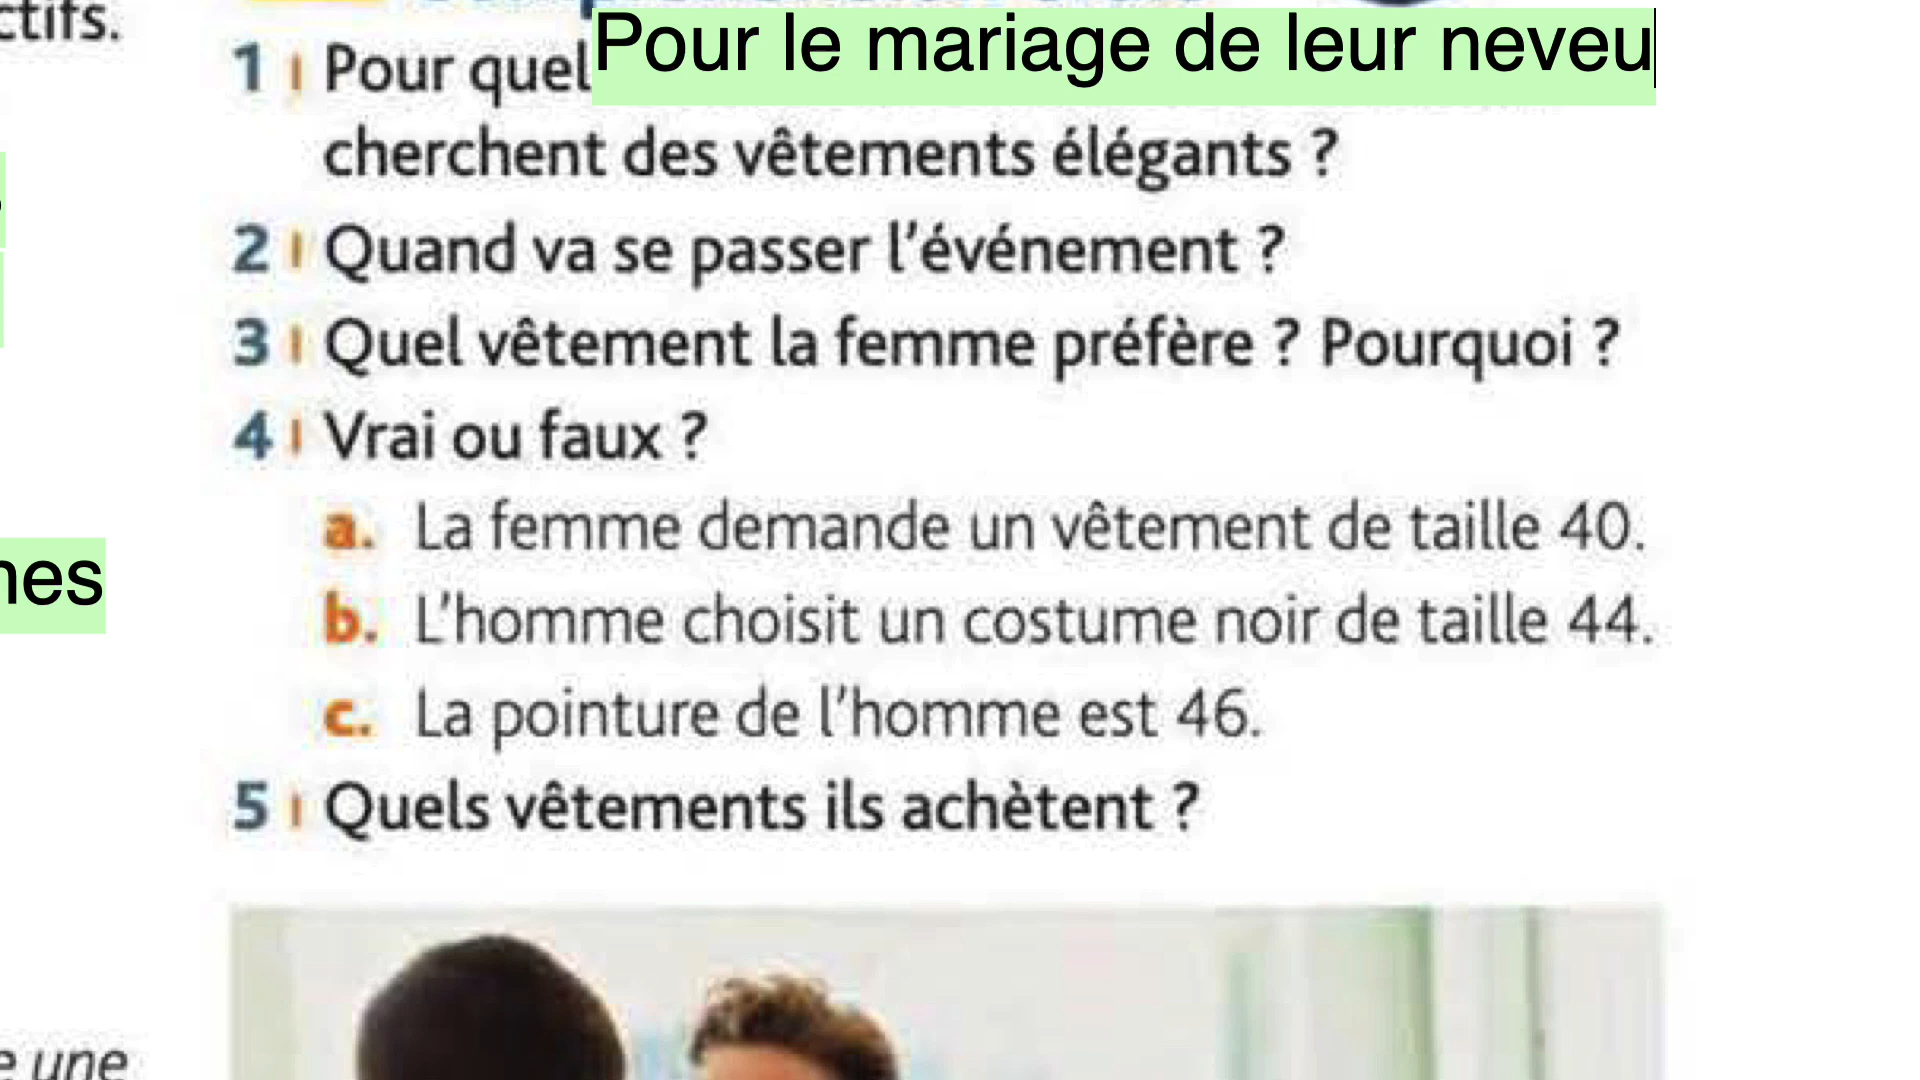 ctifs.
Pour le mariage de leur neveu
1 | Pour quel
cherchent des vêtements élégants ?
2 | Quand va se passer l'événement ?
3 | Quel vêtement la femme préfère ? Pourquoi ?
4 | Vrai ou faux ?
a. La femme demande un vêtement de taille 40.
b. L'homme choisit un costume noir de taille 44.
nes
c. La pointure de l'homme est 46.
5 | Quels vêtements ils achètent ?
e une